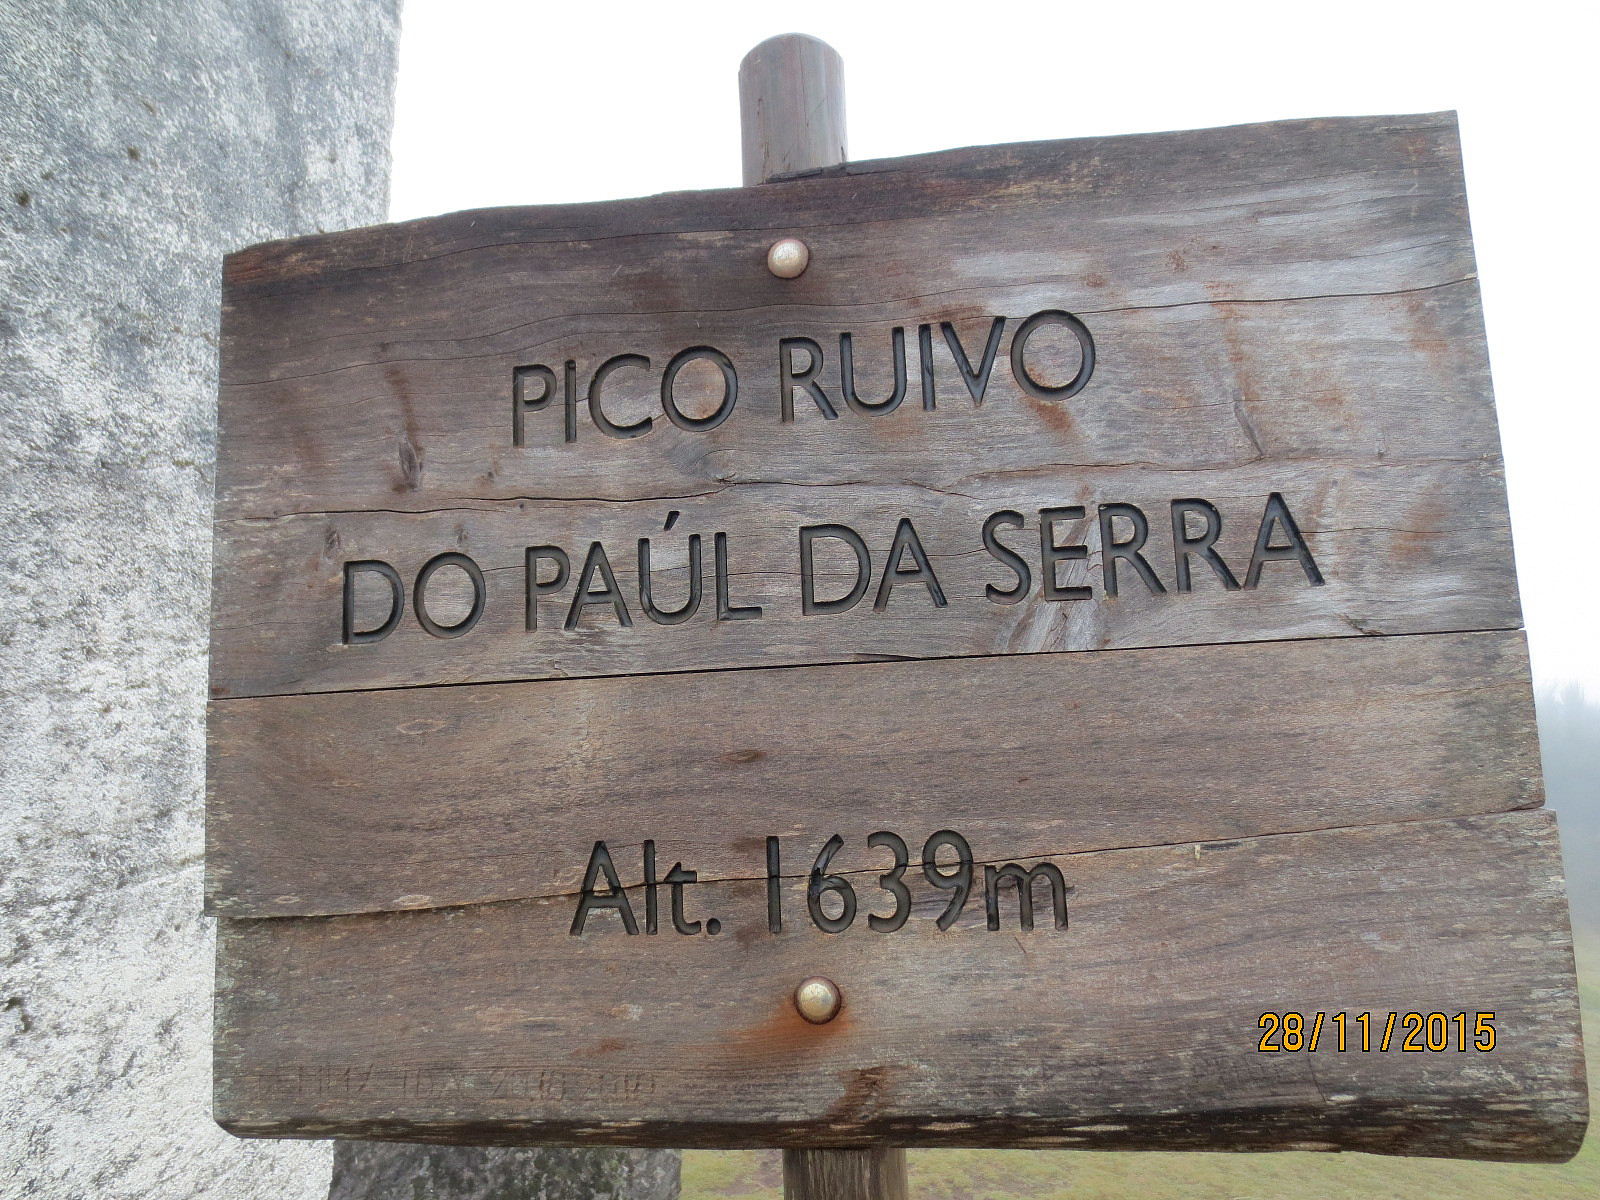 PICO RUIVO
DO PAÚL DA SERRA
Alt. 1639m
28/11/2015